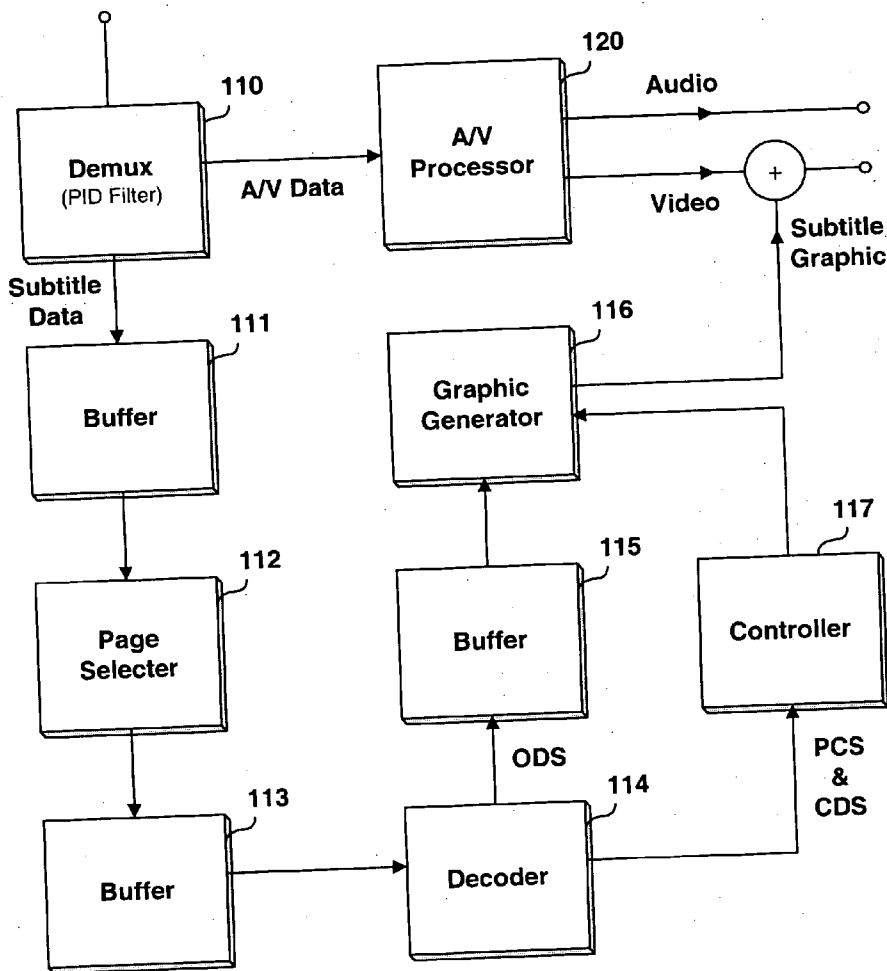 110
Demux
(PID Filter)
A/V Data
120
A/V
Processor
Audio
Video
+
Subtitle
Graphic
Subtitle
Data
111
Buffer
116
Graphic
Generator
112
Page
Selecter
115
Buffer
117
Controller
ODS
PCS
&
CDS
113
Buffer
114
Decoder